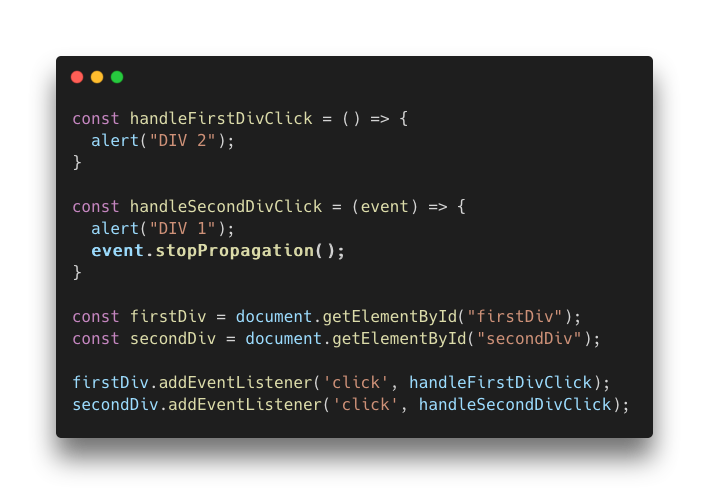 const handleFirstDivClick = () => {
  alert("DIV 2");
}

const handleSecondDivClick = (event) => {
  alert("DIV 1");
  event.stopPropagation();
}

const firstDiv = document.getElementById("firstDiv");
const secondDiv = document.getElementById("secondDiv");

firstDiv.addEventListener('click', handleFirstDivClick);
secondDiv.addEventListener('click', handleSecondDivClick);